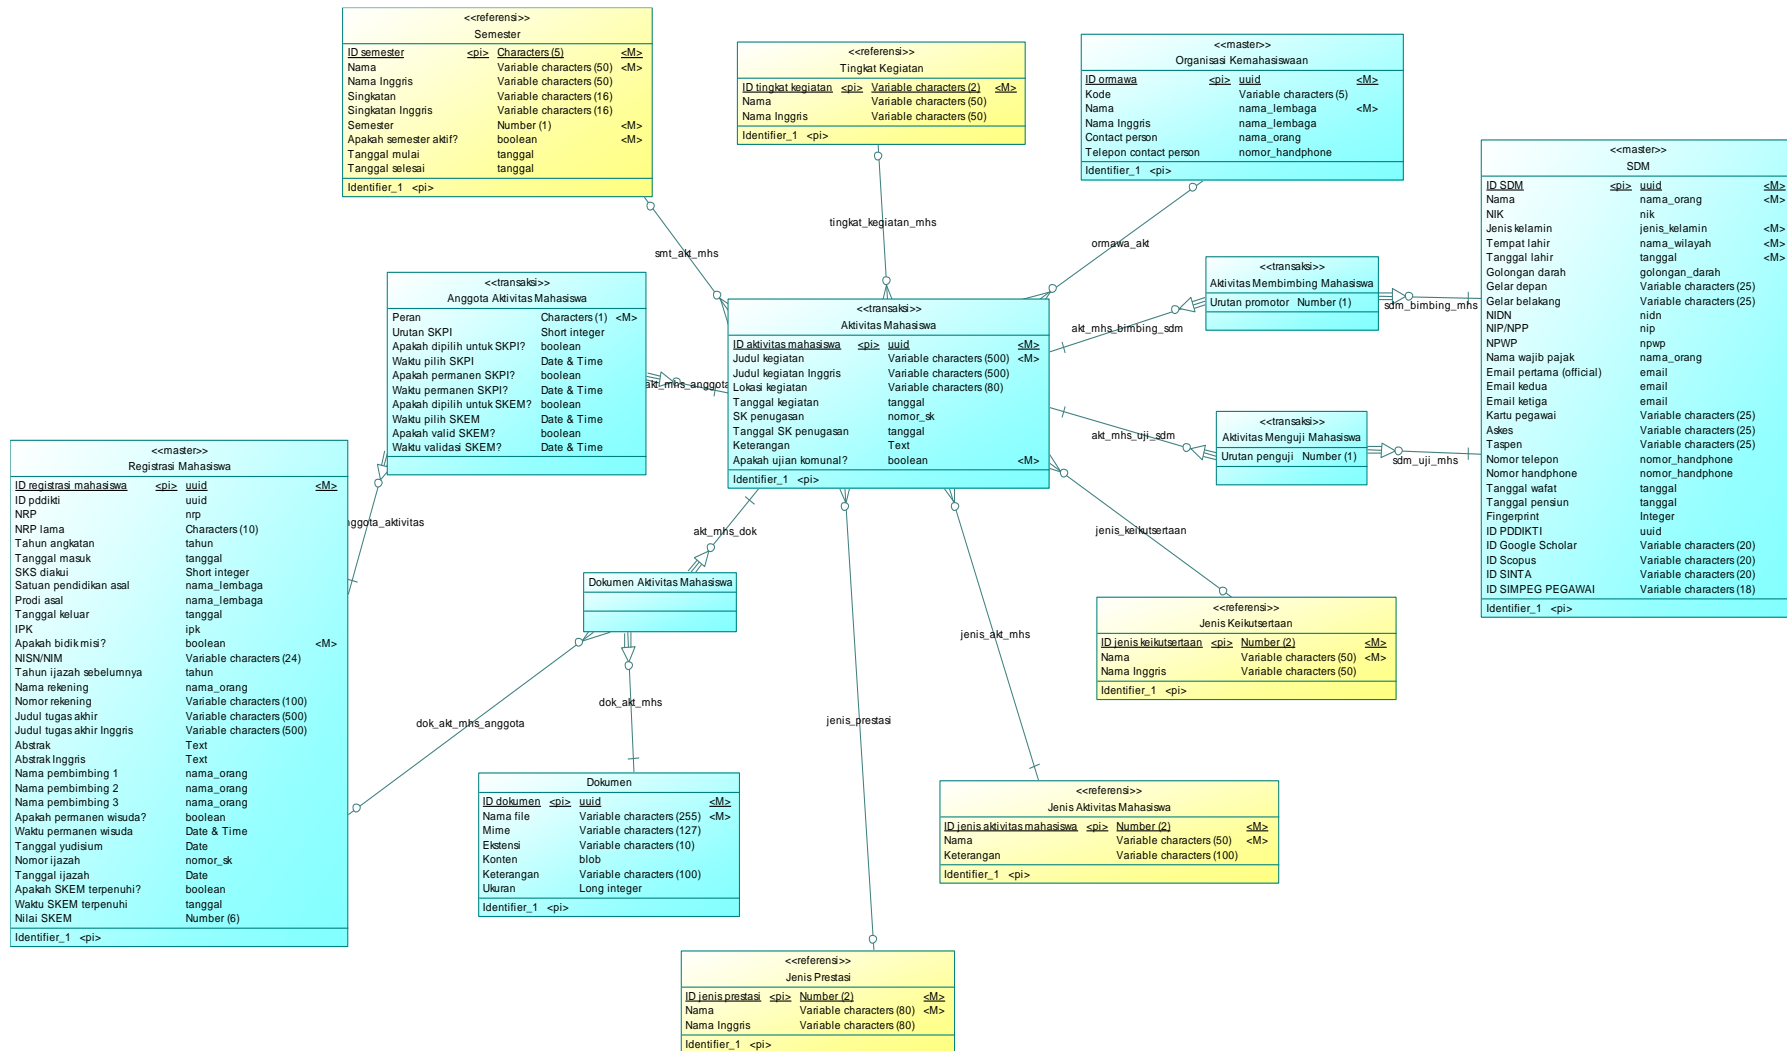 <<referensi>>
Semester
ID semester <pi> Characters (5) <M>
Nama Variable characters (50) <M>
Nama Inggris Variable characters (50)
Singkatan Variable characters (16)
Singkatan Inggris Variable characters (16)
Semester Number (1) <M>
Apakah semester aktif? boolean <M>
Tanggal mulai tanggal
Tanggal selesai tanggal
Identifier_1 <pi>
<<referensi>>
Tingkat Kegiatan
ID tingkat kegiatan <pi> Variable characters (2) <M>
Nama Variable characters (50)
Nama Inggris Variable characters (50)
Identifier_1 <pi>
<<master>>
Organisasi Kemahasiswaan
ID ormawa <pi> uuid <M>
Kode Variable characters (5)
Nama nama_lembaga <M>
Nama Inggris nama_lembaga
Contact person nama_orang
Telepon contact person nomor_handphone
Identifier_1 <pi>
<<master>>
SDM
ID SDM <pi> uuid <M>
Nama nama_orang <M>
NIK nik
Jenis kelamin jenis_kelamin <M>
Tempat lahir nama_wilayah <M>
Tanggal lahir tanggal <M>
Golongan darah golongan_darah
Gelar depan Variable characters (25)
Gelar belakang Variable characters (25)
NIDN nidn
NIP/NPP nip
NPWP npwp
Nama wajib pajak nama_orang
Email pertama (official) email
Email kedua email
Email ketiga email
Kartu pegawai Variable characters (25)
Askes Variable characters (25)
Taspen Variable characters (25)
Nomor telepon nomor_handphone
Nomor handphone nomor_handphone
Tanggal wafat tanggal
Tanggal pensiun tanggal
Fingerprint Integer
ID PDDIKTI uuid
ID Google Scholar Variable characters (20)
ID Scopus Variable characters (20)
ID SINTA Variable characters (20)
ID SIMPEG PEGAWAI Variable characters (18)
Identifier_1 <pi>
smt_akt_mhs
tingkat_kegiatan_mhs
ormawa_akt
<<transaksi>>
Anggota Aktivitas Mahasiswa
Peran Characters (1) <M>
Urutan SKPI Short integer
Apakah dipilih untuk SKPI? boolean
Waktu pilih SKPI Date & Time
Apakah permanen SKPI? boolean
Waktu permanen SKPI? Date & Time
Apakah dipilih untuk SKEM? boolean
Waktu pilih SKEM Date & Time
Apakah valid SKEM? boolean
Waktu validasi SKEM? Date & Time
akt_mhs_anggota
<<transaksi>>
Aktivitas Mahasiswa
ID aktivitas mahasiswa <pi> uuid <M>
Judul kegiatan Variable characters (500) <M>
Judul kegiatan Inggris Variable characters (500)
Lokasi kegiatan Variable characters (80)
Tanggal kegiatan tanggal
SK penugasan nomor_sk
Tanggal SK penugasan tanggal
Keterangan Text
Apakah ujian komunal? boolean <M>
Identifier_1 <pi>
<<transaksi>>
Aktivitas Membimbing Mahasiswa
Urutan promotor Number (1)
akt_mhs_bimbing_sdm
sdm_bimbing_mhs
<<transaksi>>
Aktivitas Menguji Mahasiswa
Urutan penguji Number (1)
akt_mhs_uji_sdm
sdm_uji_mhs
<<master>>
Registrasi Mahasiswa
ID registrasi mahasiswa <pi> uuid <M>
ID pddikti uuid
NRP nrp
NRP lama Characters (10)
Tahun angkatan tahun
Tanggal masuk tanggal
SKS diakui Short integer
Satuan pendidikan asal nama_lembaga
Prodi asal nama_lembaga
Tanggal keluar tanggal
IPK ipk
Apakah bidik misi? boolean <M>
NISN/NIM Variable characters (24)
Tahun ijazah sebelumnya tahun
Nama rekening nama_orang
Nomor rekening Variable characters (100)
Judul tugas akhir Variable characters (500)
Judul tugas akhir Inggris Variable characters (500)
Abstrak Text
Abstrak Inggris Text
Nama pembimbing 1 nama_orang
Nama pembimbing 2 nama_orang
Nama pembimbing 3 nama_orang
Apakah permanen wisuda? boolean
Waktu permanen wisuda Date & Time
Tanggal yudisium Date
Nomor ijazah nomor_sk
Tanggal ijazah Date
Apakah SKEM terpenuhi? boolean
Waktu SKEM terpenuhi tanggal
Nilai SKEM Number (6)
Identifier_1 <pi>
nggota_aktivitas
akt_mhs_dok
Dokumen Aktivitas Mahasiswa
dok_akt_mhs_anggota
dok_akt_mhs
jenis_prestasi
jenis_akt_mhs
jenis_keikutsertaan
<<referensi>>
Jenis Keikutsertaan
ID jenis keikutsertaan <pi> Number (2) <M>
Nama Variable characters (50) <M>
Nama Inggris Variable characters (50)
Identifier_1 <pi>
Dokumen
ID dokumen <pi> uuid <M>
Nama file Variable characters (255) <M>
Mime Variable characters (127)
Ekstensi Variable characters (10)
Konten blob
Keterangan Variable characters (100)
Ukuran Long integer
Identifier_1 <pi>
<<referensi>>
Jenis Aktivitas Mahasiswa
ID jenis aktivitas mahasiswa <pi> Number (2) <M>
Nama Variable characters (50) <M>
Keterangan Variable characters (100)
Identifier_1 <pi>
<<referensi>>
Jenis Prestasi
ID jenis prestasi <pi> Number (2) <M>
Nama Variable characters (80) <M>
Nama Inggris Variable characters (80)
Identifier_1 <pi>